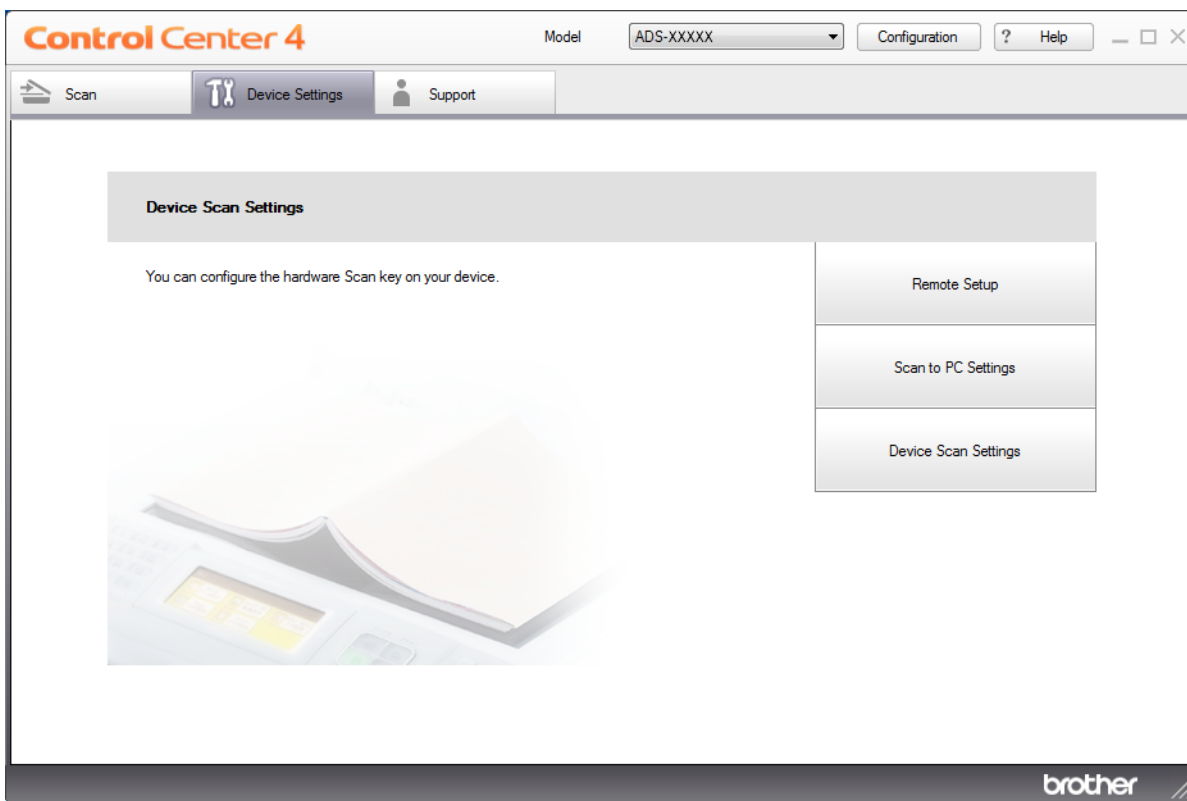 Control Center 4
Model
ADS-XXXXX
Configuration
? Help
Scan
Device Settings
Support
Device Scan Settings
You can configure the hardware Scan key on your device.
Remote Setup
Scan to PC Settings
Device Scan Settings
brother